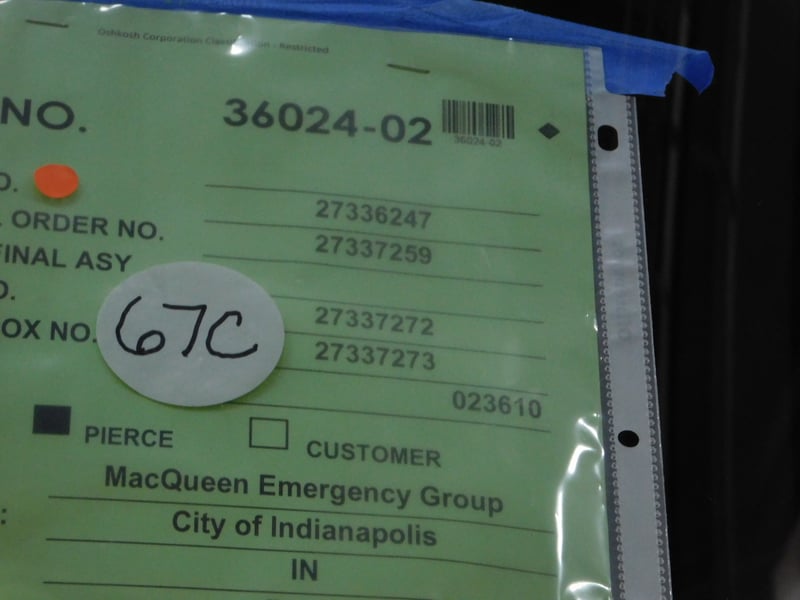 Oshkosh Corporation Classification - Restricted
NO. 36024-02
36024-02
O.
27336247
ORDER NO. 27337259
FINAL ASY
27337272
O. 27337273
OX NO. 67C
023610
PIERCE CUSTOMER
MacQueen Emergency Group
: City of Indianapolis
IN